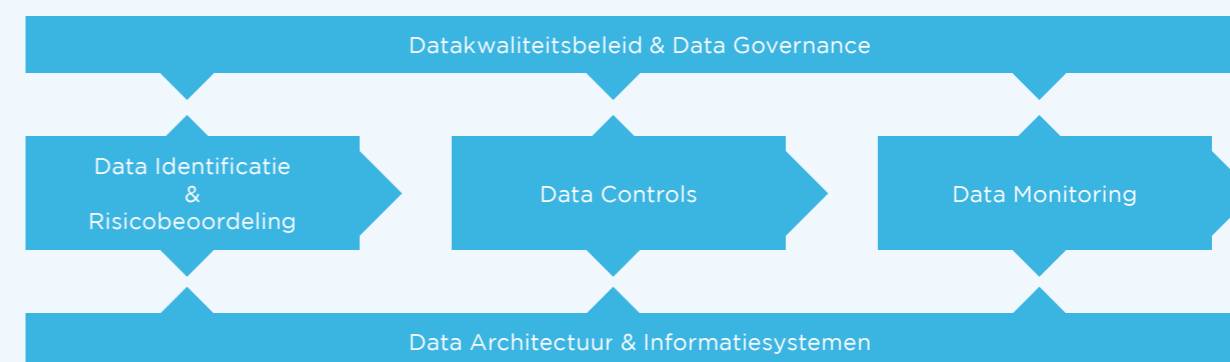 Datakwaliteitsbeleid & Data Governance
Data Identificatie
&
Risicobeoordeling
Data Controls
Data Monitoring
Data Architectuur & Informatiesystemen